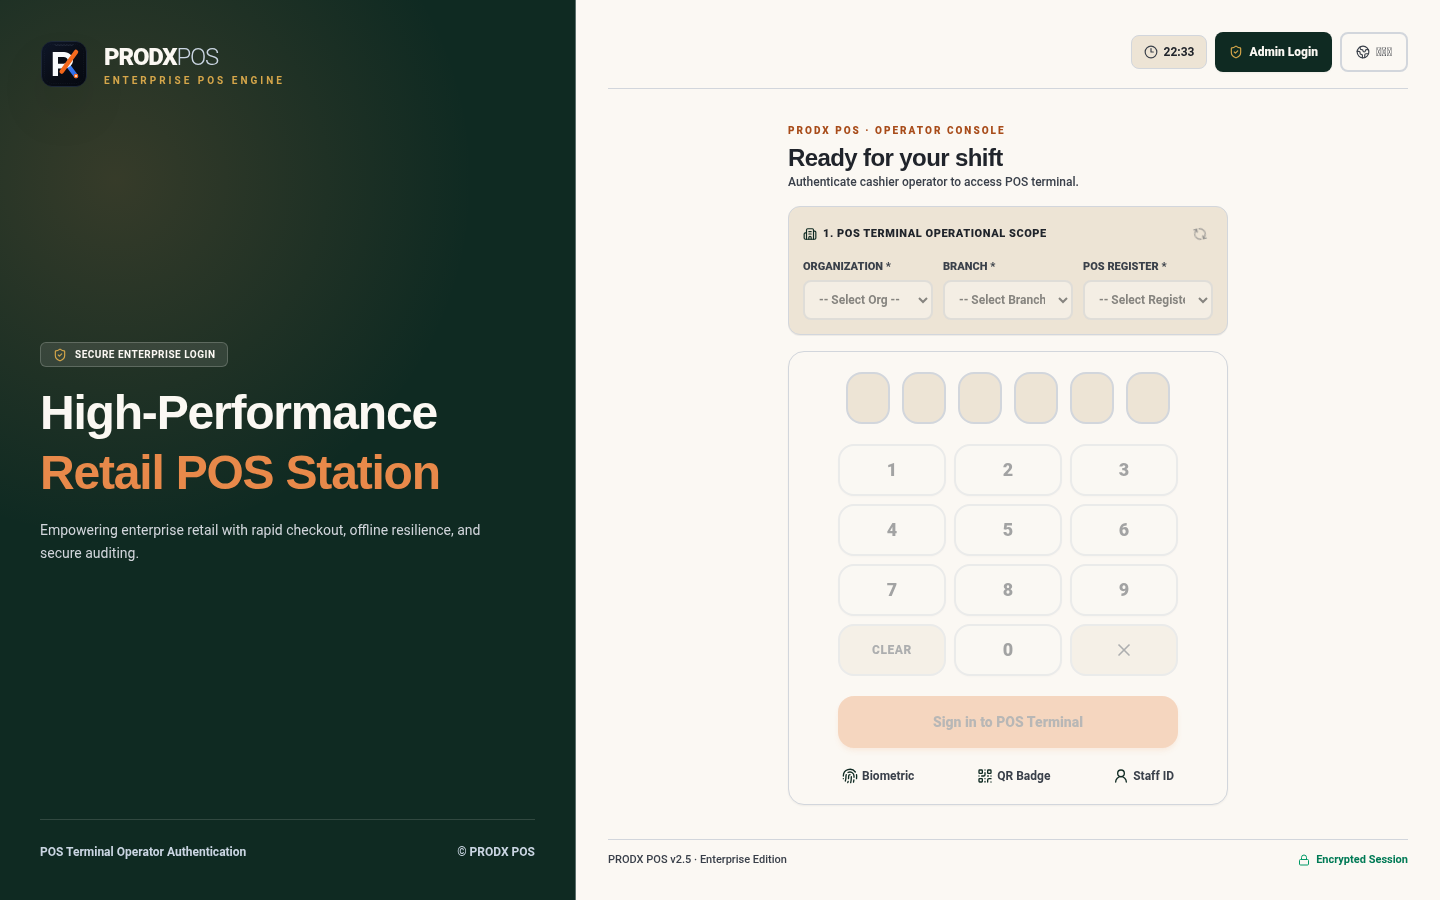 PRODXPOS
ENTERPRISE POS ENGINE
SECURE ENTERPRISE LOGIN
High-Performance
Retail POS Station
Empowering enterprise retail with rapid checkout, offline resilience, and
secure auditing.
POS Terminal Operator Authentication
© PRODX POS
22:33
Admin Login
PRODX POS · OPERATOR CONSOLE
Ready for your shift
Authenticate cashier operator to access POS terminal.
1. POS TERMINAL OPERATIONAL SCOPE
ORGANIZATION *
BRANCH *
POS REGISTER *
-- Select Org --
-- Select Branch
-- Select Registe
1
2
3
4
5
6
7
8
9
CLEAR
0
Sign in to POS Terminal
Biometric
QR Badge
Staff ID
PRODX POS v2.5 · Enterprise Edition
Encrypted Session